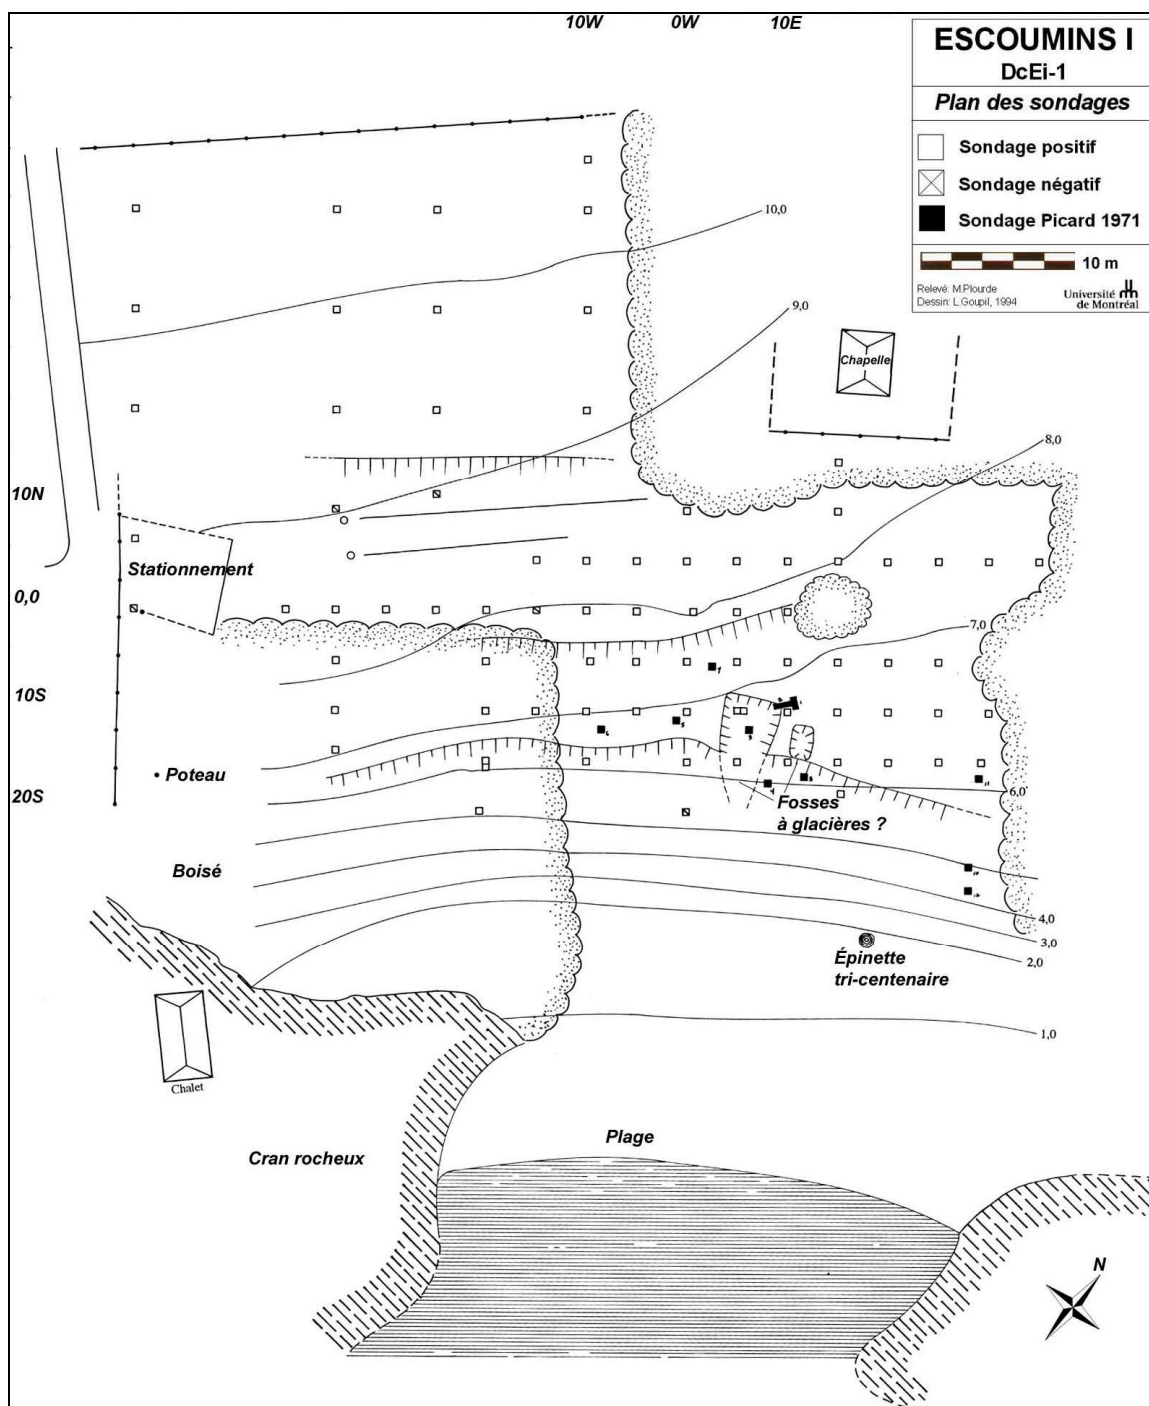 10W 0W 10E
ESCOUMINS I
DcEi-1
Plan des sondages
Sondage positif
Sondage négatif
Sondage Picard 1971
10 m
Relevé: M.Plourde
Dessin: L.Goupil, 1994
Université
de Montréal
10,0
9,0
Chapelle
8,0
10N
Stationnement
0,0
7,0
10S
Poteau
20S
6,0
Fosses
à glacières ?
Boisé
4,0
3,0
2,0
Épinette
tri-centenaire
1,0
Chalet
Plage
Cran rocheux
N